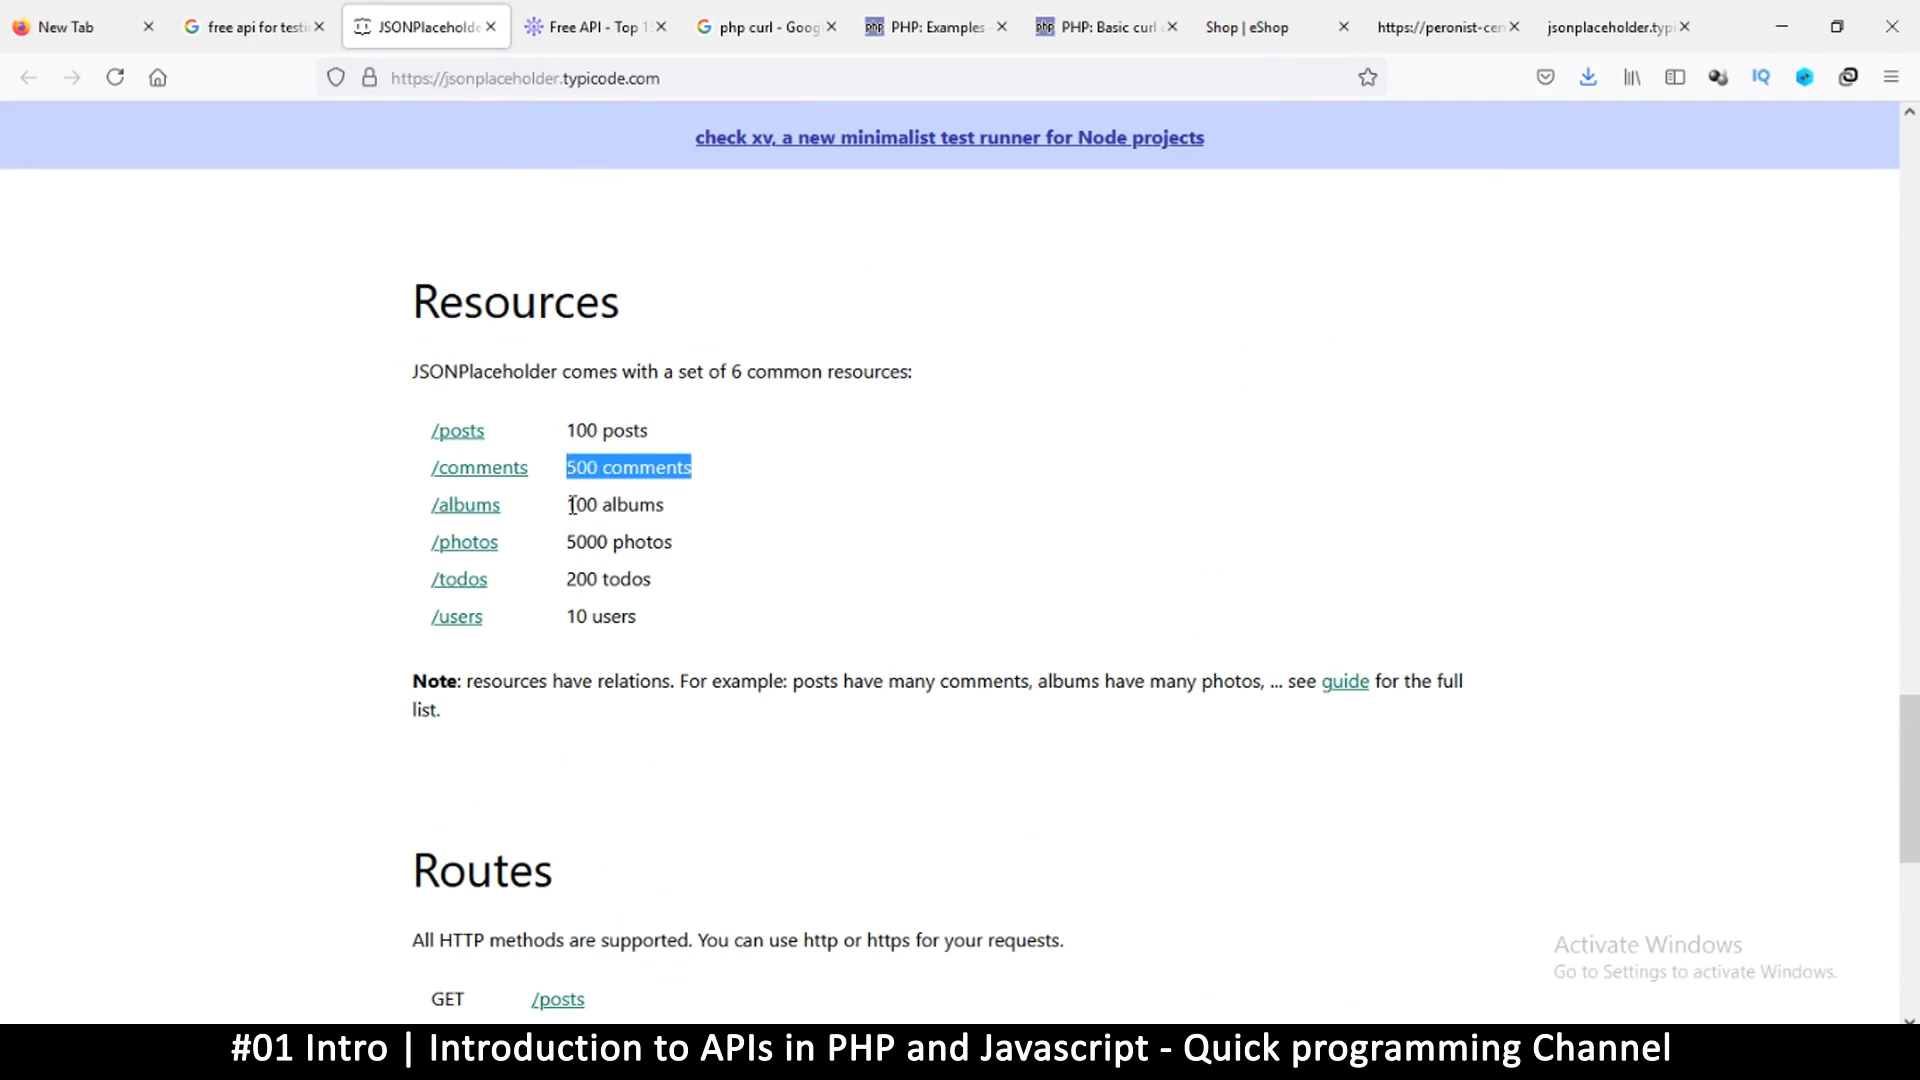 New Tab
free api for testi
JSONPlaceholde
Free API - Top 1
php curl - Goog
PHP: Examples -
PHP: Basic curl
Shop | eShop
https://peronist-cen
jsonplaceholder.typi
https://jsonplaceholder.typicode.com
IQ
check xv, a new minimalist test runner for Node projects
Resources
JSONPlaceholder comes with a set of 6 common resources:
/posts 100 posts
/comments 500 comments
/albums 100 albums
/photos 5000 photos
/todos 200 todos
/users 10 users
Note: resources have relations. For example: posts have many comments, albums have many photos, ... see guide for the full
list.
Routes
All HTTP methods are supported. You can use http or https for your requests.
GET /posts
Activate Windows
Go to Settings to activate Windows.
#01 Intro | Introduction to APIs in PHP and Javascript - Quick programming Channel